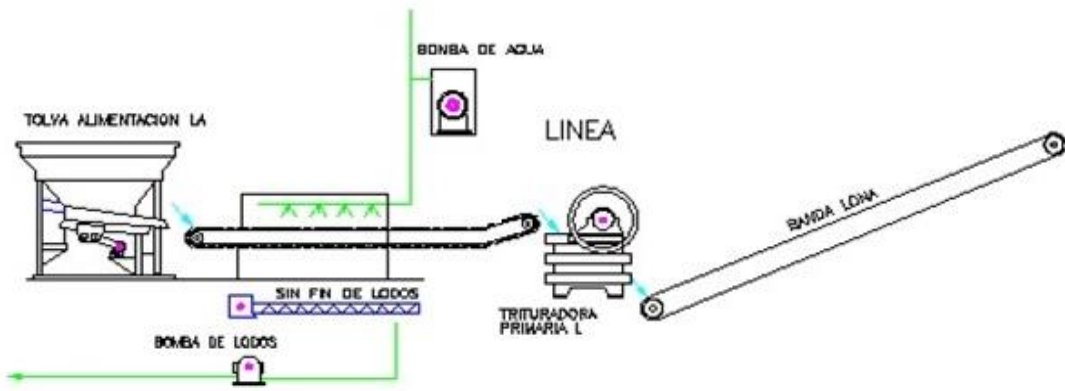 BOMBA DE AGUA
TOLVA ALIMENTACION LA
LINEA
BANDA LONA
SIN FIN DE LODOS
TRITURADORA
PRIMARIA L
BOMBA DE LODOS